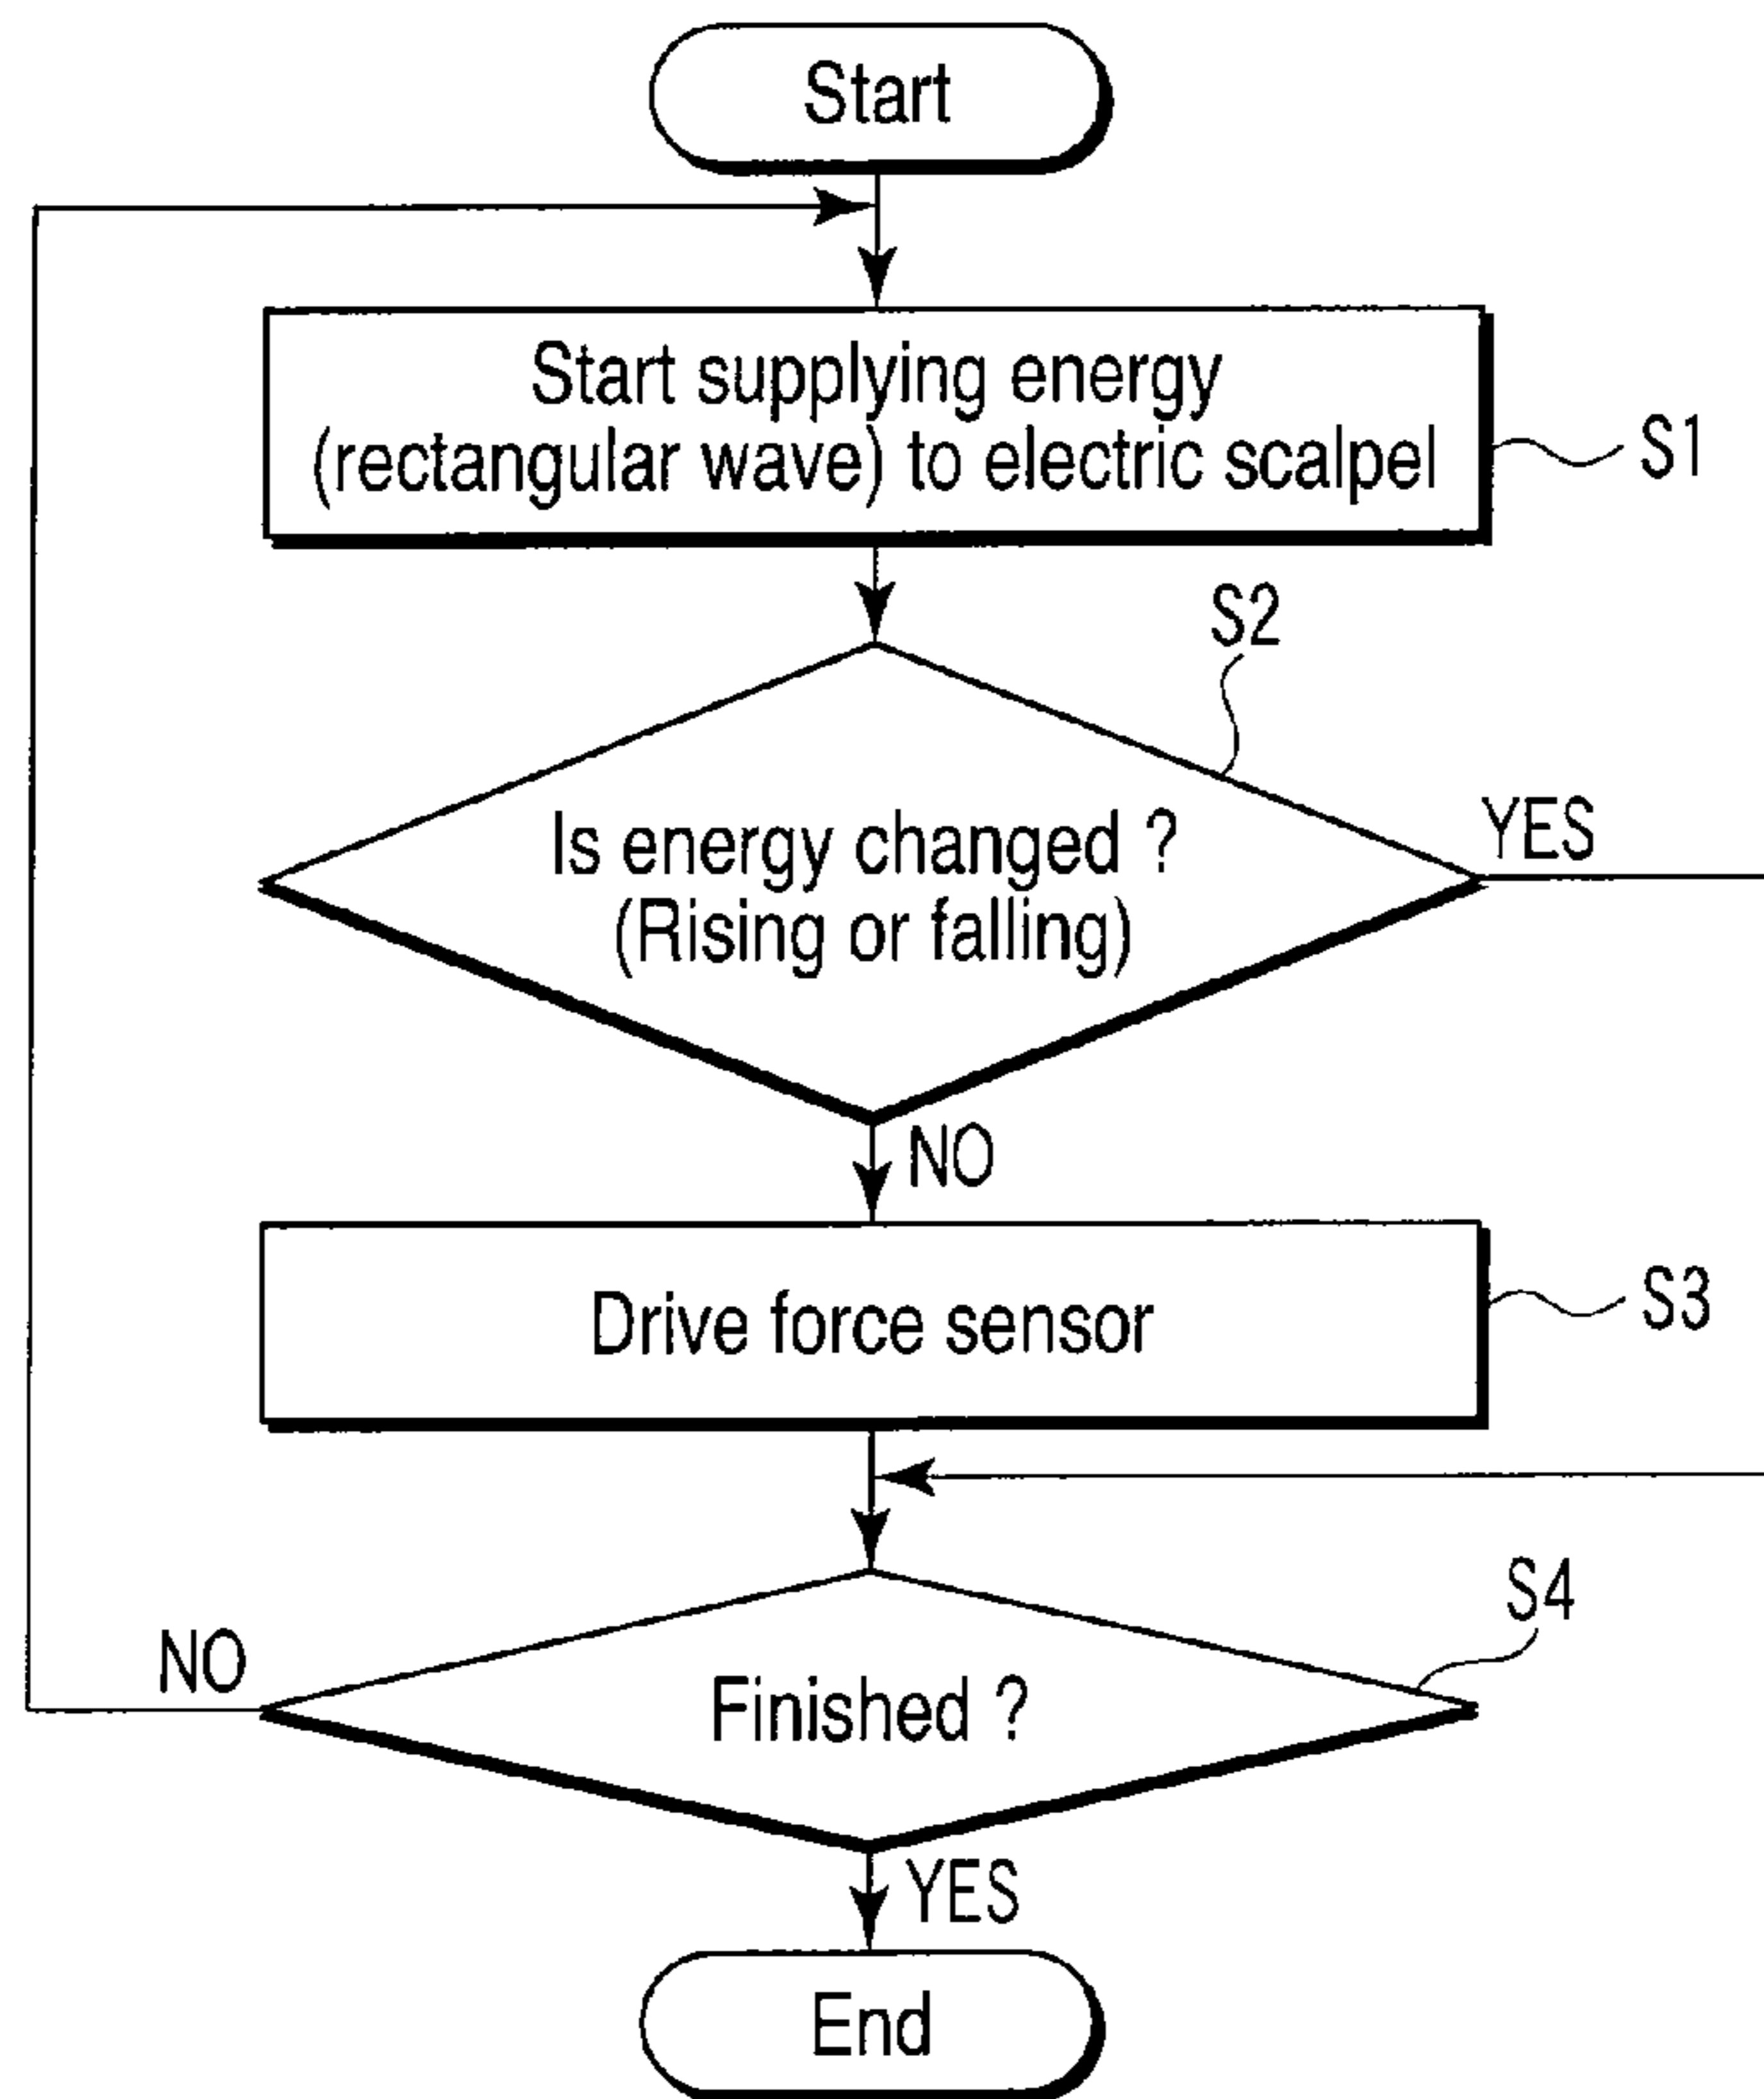 Start
Start supplying energy
(rectangular wave) to electric scalpel
S1
S2
Is energy changed ?
(Rising or falling)
YES
NO
Drive force sensor
S3
S4
Finished ?
NO
YES
End